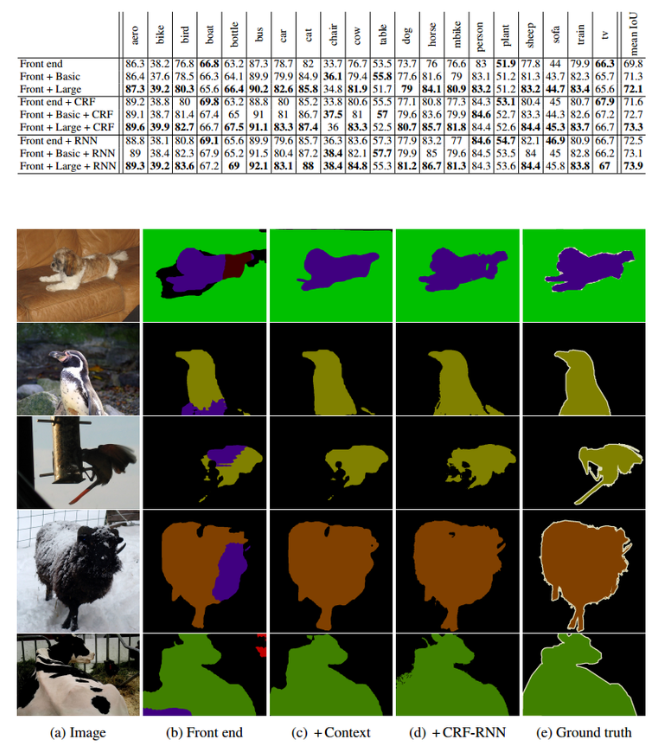 aero bike bird boat bottle bus car cat chair cow table dog horse mbike person plant sheep sofa train tv mean IoU
Front end 86.3 38.2 76.8 66.8 63.2 87.3 78.7 82 33.7 76.7 53.5 73.7 76 76.6 83 51.9 77.8 44 79.9 66.3 69.8
Front + Basic 86.4 37.6 78.5 66.3 64.1 89.9 79.9 84.9 36.1 79.4 55.8 77.6 81.6 79 83.1 51.2 81.3 43.7 82.3 65.7 71.3
Front + Large 87.3 39.2 80.3 65.6 66.4 90.2 82.6 85.8 34.8 81.9 51.7 79 84.1 80.9 83.2 51.2 83.2 44.7 83.4 65.6 72.1
Front end + CRF 89.2 38.8 80 69.8 63.2 88.8 80 85.2 33.8 80.6 55.5 77.1 80.8 77.3 84.3 53.1 80.4 45 80.7 67.9 71.6
Front + Basic + CRF 89.1 38.7 81.4 67.4 65 91 81 86.7 37.5 81 57 79.6 83.6 79.9 84.6 52.7 83.3 44.3 82.6 67.2 72.7
Front + Large + CRF 89.6 39.9 82.7 66.7 67.5 91.1 83.3 87.4 36 83.3 52.5 80.7 85.7 81.8 84.4 52.6 84.4 45.3 83.7 66.7 73.3
Front end + RNN 88.8 38.1 80.8 69.1 65.6 89.9 79.6 85.7 36.3 83.6 57.3 77.9 83.2 77 84.6 54.7 82.1 46.9 80.9 66.7 72.5
Front + Basic + RNN 89 38.4 82.3 67.9 65.2 91.5 80.4 87.2 38.4 82.1 57.7 79.9 85 79.6 84.5 53.5 84 45 82.8 66.2 73.1
Front + Large + RNN 89.3 39.2 83.6 67.2 69 92.1 83.1 88 38.4 84.8 55.3 81.2 86.7 81.3 84.3 53.6 84.4 45.8 83.8 67 73.9
(a) Image (b) Front end (c) +Context (d) +CRF-RNN (e) Ground truth